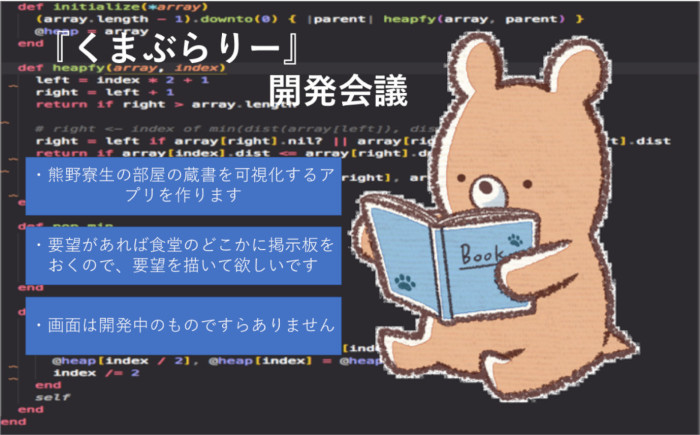 def initialize(*array)
(array.length - 1).downto(0) { |parent| heapfy(array, parent) }
@heap = array
end
『くまぶらりー』
開発会議
def heapfy(array, index)
left = index * 2 + 1
right = left + 1
return if right > array.length
# right <- index of min(dist(array[left]), dis
right = left if array[right].nil? || array[rig
].dist
return if array[index].dist <= array[right].d
[right], ar
・熊野寮生の部屋の蔵書を可視化するア
プリを作ります
・要望があれば食堂のどこかに掲示板を
おくので、要望を描いて欲しいです
end
・画面は開発中のものですらありません
Book
@heap[index / 2], @heap[index] = @heap
[inde
index /= 2
end
self
end
end